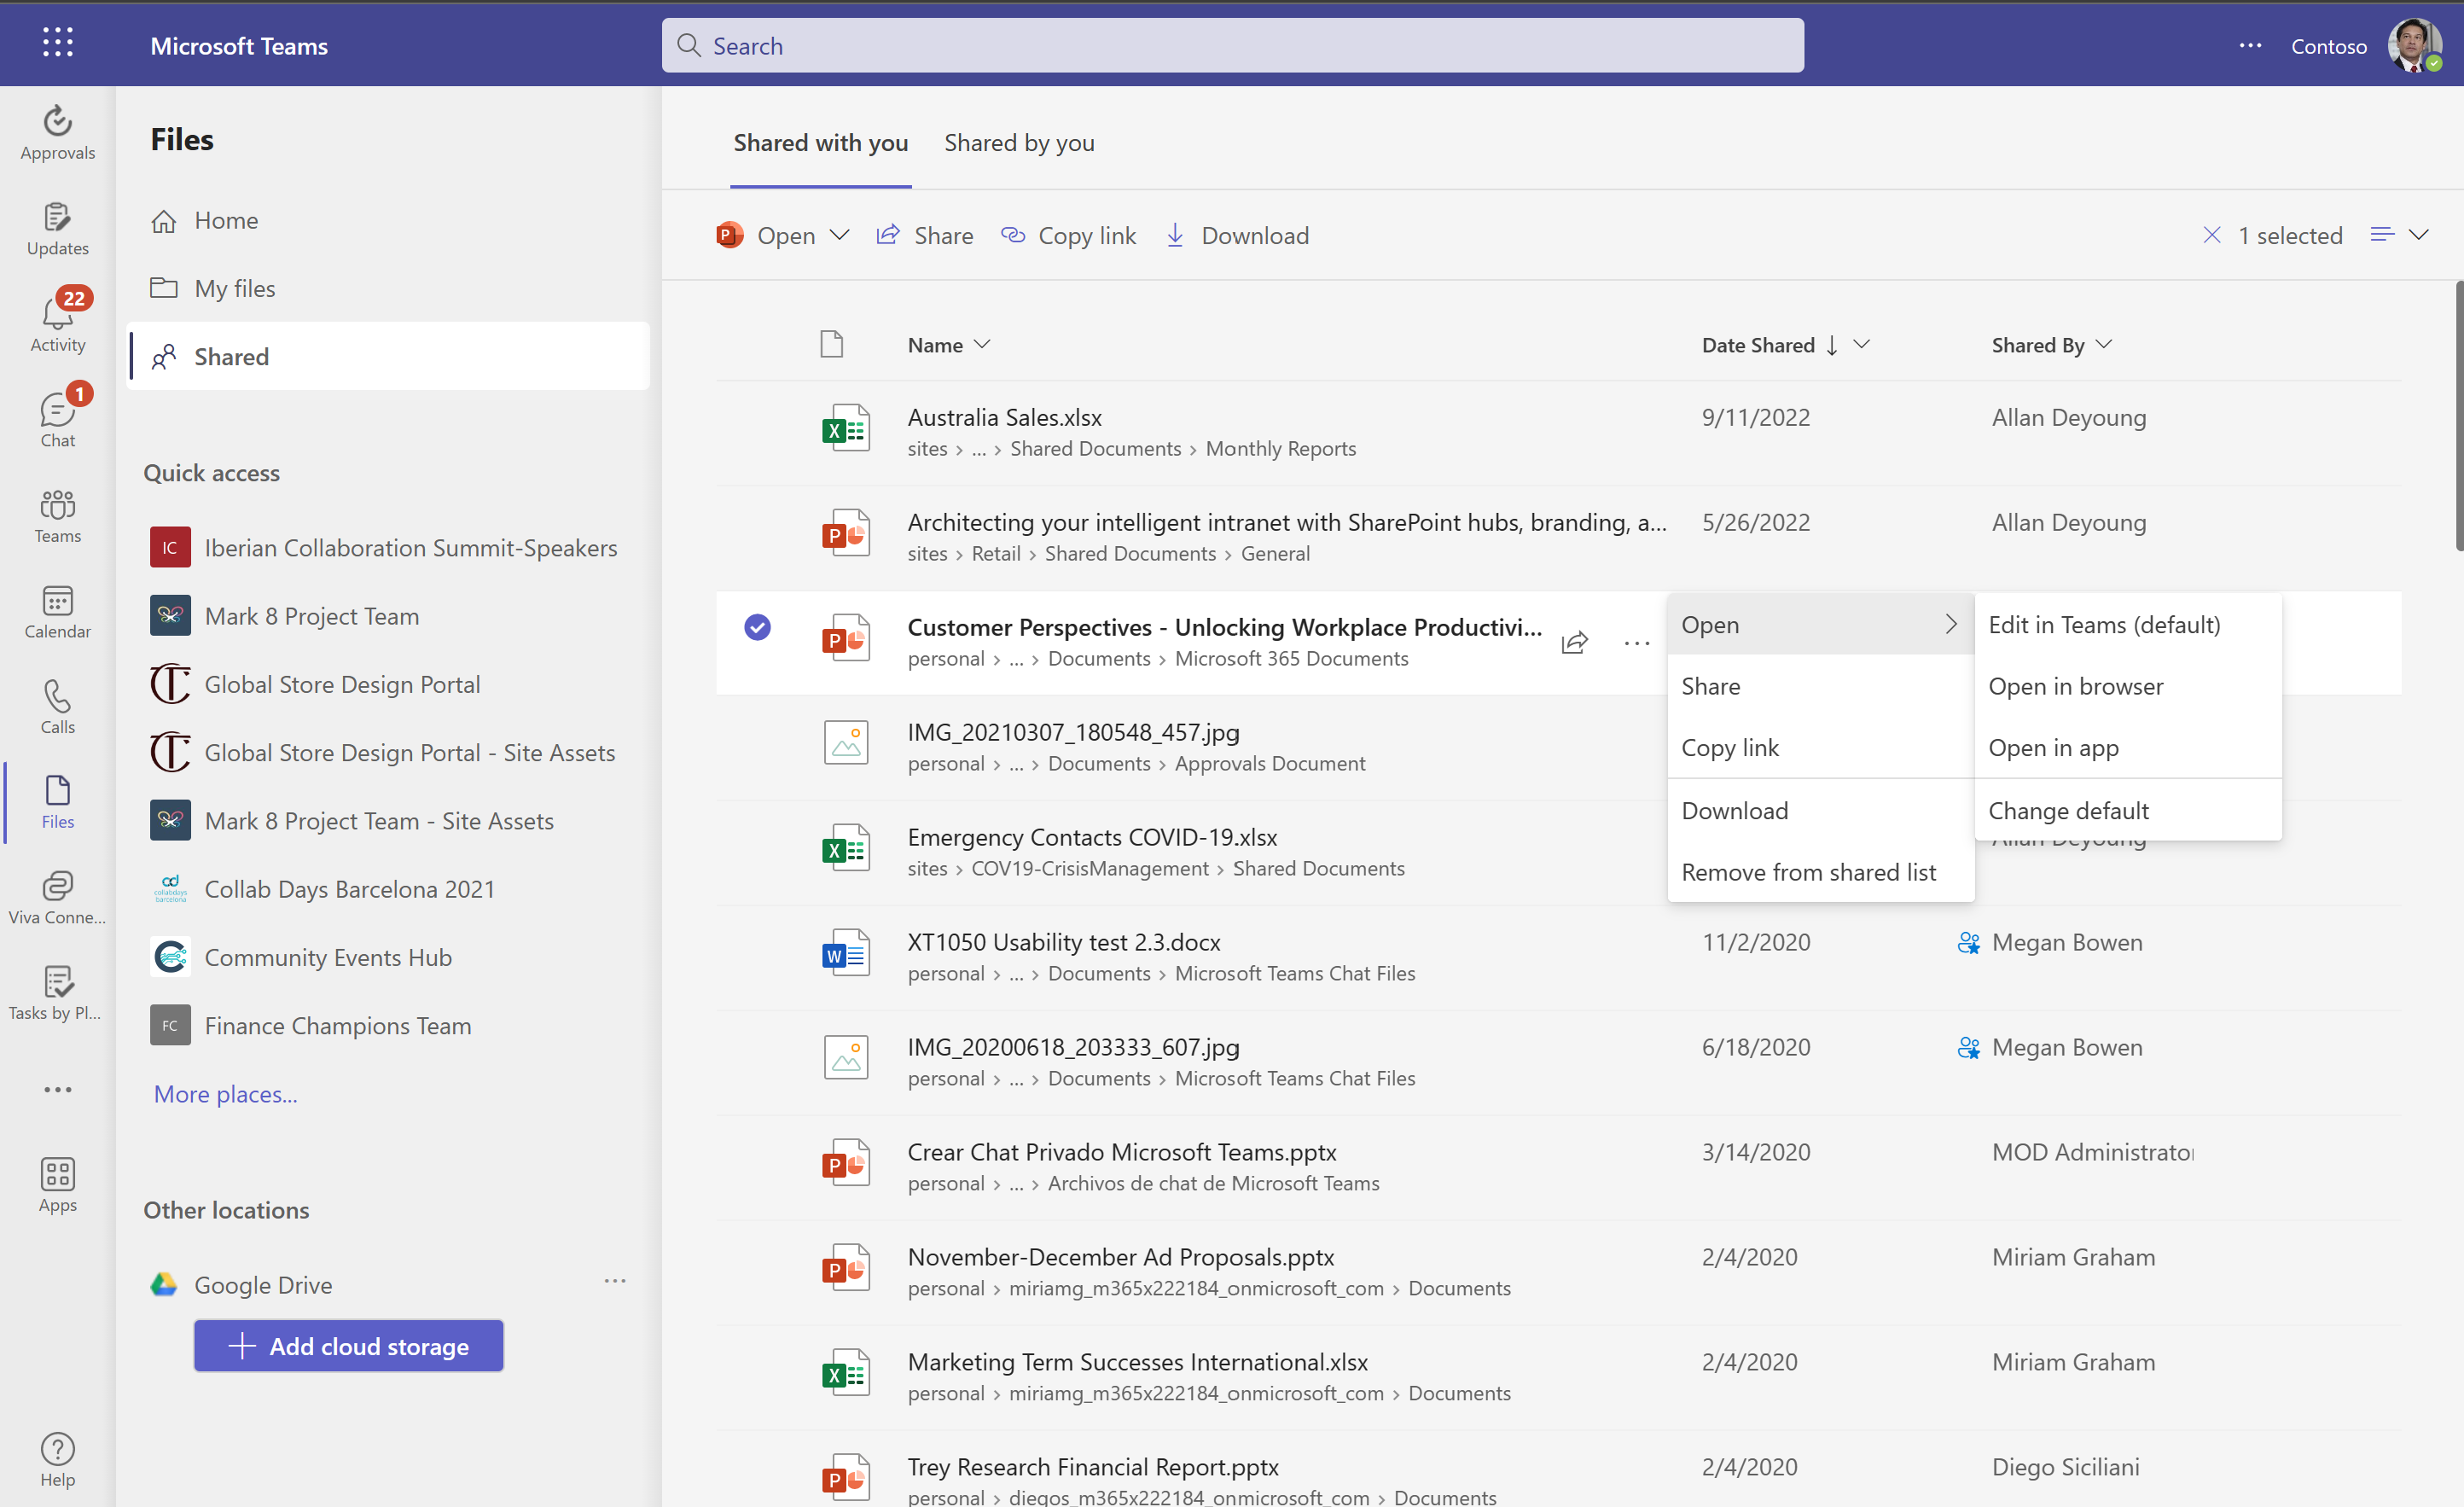 Microsoft Teams
Search
Contoso
Approvals
Updates
22
Activity
1
Chat
Teams
Calendar
Calls
Files
Viva Conne...
Tasks by Pl...
Apps
Help
Files
Home
My files
Shared
Quick access
IC Iberian Collaboration Summit-Speakers
Mark 8 Project Team
Global Store Design Portal
Global Store Design Portal - Site Assets
Mark 8 Project Team - Site Assets
Collab Days Barcelona 2021
Community Events Hub
FC Finance Champions Team
More places...
Other locations
Google Drive
Add cloud storage
Shared with you Shared by you
P Open Share Copy link Download 1 selected
Name Date Shared Shared By
X Australia Sales.xlsx 9/11/2022 Allan Deyoung
sites > ... > Shared Documents > Monthly Reports
P Architecting your intelligent intranet with SharePoint hubs, branding, a... 5/26/2022 Allan Deyoung
sites > Retail > Shared Documents > General
P Customer Perspectives - Unlocking Workplace Productivi...
personal > ... > Documents > Microsoft 365 Documents
Open
Share
Copy link
Download
Remove from shared list
Edit in Teams (default)
Open in browser
Open in app
Change default
IMG_20210307_180548_457.jpg
personal > ... > Documents > Approvals Document
X Emergency Contacts COVID-19.xlsx Allan Deyoung
sites > COV19-CrisisManagement > Shared Documents
W XT1050 Usability test 2.3.docx 11/2/2020 Megan Bowen
personal > ... > Documents > Microsoft Teams Chat Files
IMG_20200618_203333_607.jpg 6/18/2020 Megan Bowen
personal > ... > Documents > Microsoft Teams Chat Files
P Crear Chat Privado Microsoft Teams.pptx 3/14/2020 MOD Administrator
personal > ... > Archivos de chat de Microsoft Teams
P November-December Ad Proposals.pptx 2/4/2020 Miriam Graham
personal > miriamg_m365x222184_onmicrosoft_com > Documents
X Marketing Term Successes International.xlsx 2/4/2020 Miriam Graham
personal > miriamg_m365x222184_onmicrosoft_com > Documents
P Trey Research Financial Report.pptx 2/4/2020 Diego Siciliani
personal > diegos_m365x222184_onmicrosoft_com > Documents